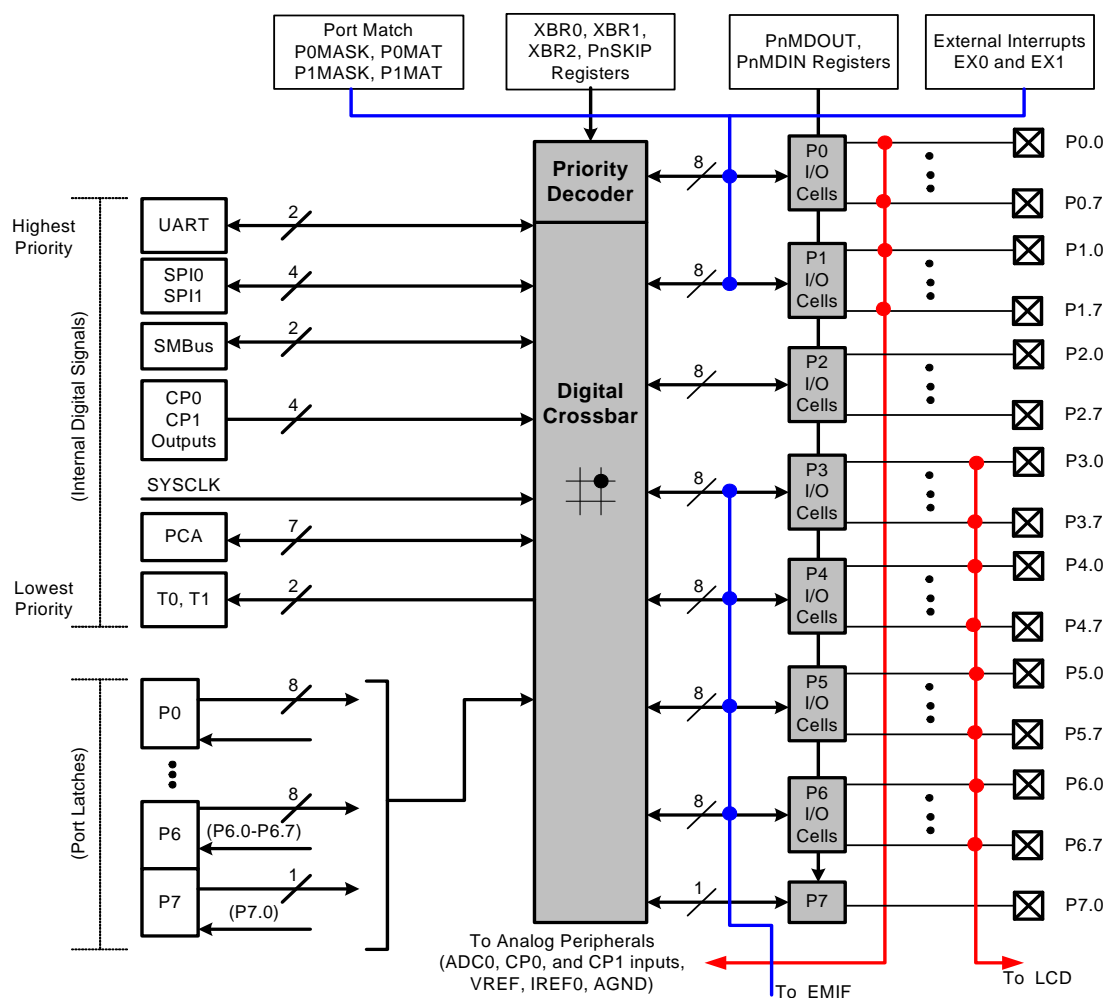 Port Match
P0MASK, P0MAT
P1MASK, P1MAT
XBR0, XBR1,
XBR2, PnSKIP
Registers
PnMDOUT,
PnMDIN Registers
External Interrupts
EX0 and EX1
Highest
Priority
Lowest
Priority
(Internal Digital Signals)
UART
2
SPI0
SPI1
4
SMBus
2
CP0
CP1
Outputs
4
SYSCLK
PCA
7
T0, T1
2
(Port Latches)
P0
8
P6
8
(P6.0-P6.7)
P7
1
(P7.0)
Priority
Decoder
Digital
Crossbar
8
P0
I/O
Cells
P0.0
P0.7
8
P1
I/O
Cells
P1.0
P1.7
8
P2
I/O
Cells
P2.0
P2.7
8
P3
I/O
Cells
P3.0
P3.7
8
P4
I/O
Cells
P4.0
P4.7
8
P5
I/O
Cells
P5.0
P5.7
8
P6
I/O
Cells
P6.0
P6.7
1
P7
P7.0
To Analog Peripherals
(ADC0, CP0, and CP1 inputs,
VREF, IREF0, AGND)
To EMIF
To LCD